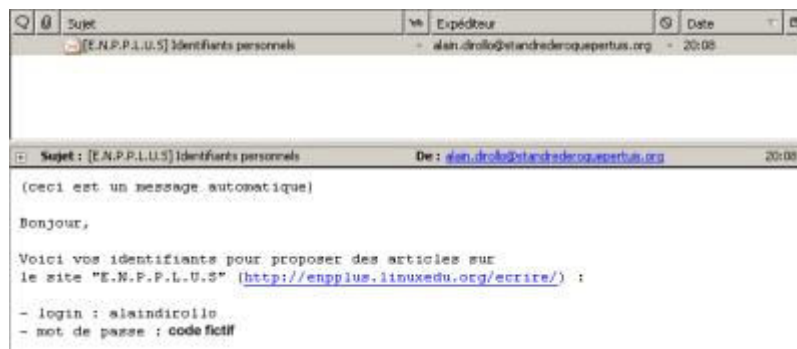 Sujet Expéditeur Date
[E.N.P.P.L.U.S] Identifiants personnels alain.dirollo@standrederoquepertuis.org 20:08
Sujet : [E.N.P.P.L.U.S] Identifiants personnels De : alain.dirollo@standrederoquepertuis.org 20:08
(ceci est un message automatique)
Bonjour,
Voici vos identifiants pour proposer des articles sur
le site "E.N.P.P.L.U.S" (http://enpplus.linuxedu.org/ecrire/) :
- login : alaindirollo
- mot de passe : code fictif